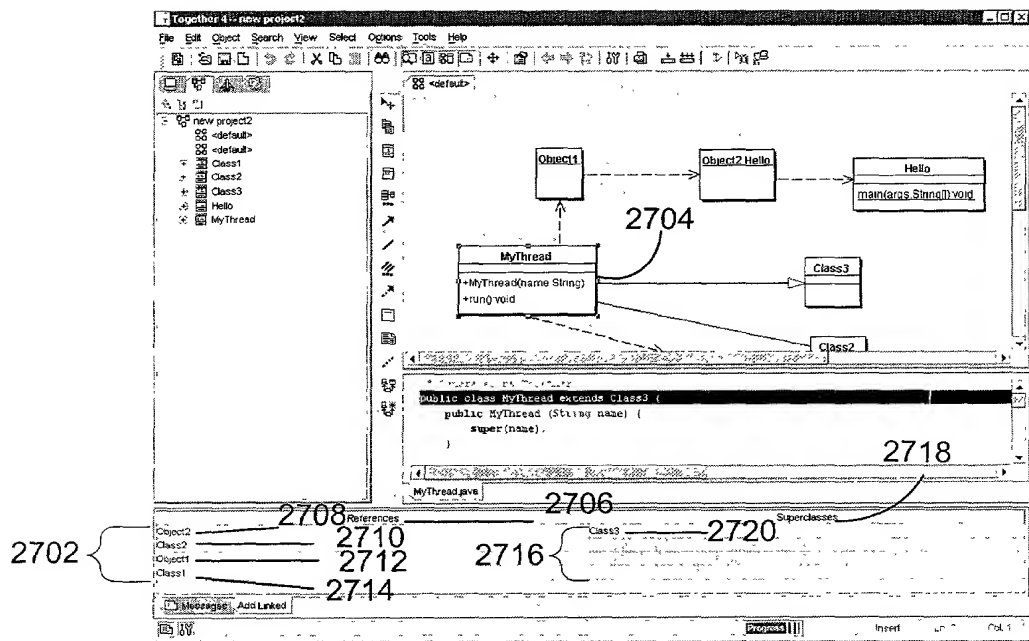 Together 4 -- new project2
File Edit Object Search View Select Options Tools Help
<default>
new project2
<default>
<default>
Class1
Class2
Class3
Hello
MyThread
Object1
Object2 Hello
Hello
main(args.String[]) void
2704
MyThread
+MyThread(name String)
+run() void
Class3
Class2
public class MyThread extends Class3 {
public MyThread (String name) {
super(name),
}
MyThread.java
2718
2702
2708 References 2706 Superclasses
Object2 2710 Class3 2720
Class2 2712 2716
Object1
Class1 2714
Messages Add Linked
Progress Insert Col. 1